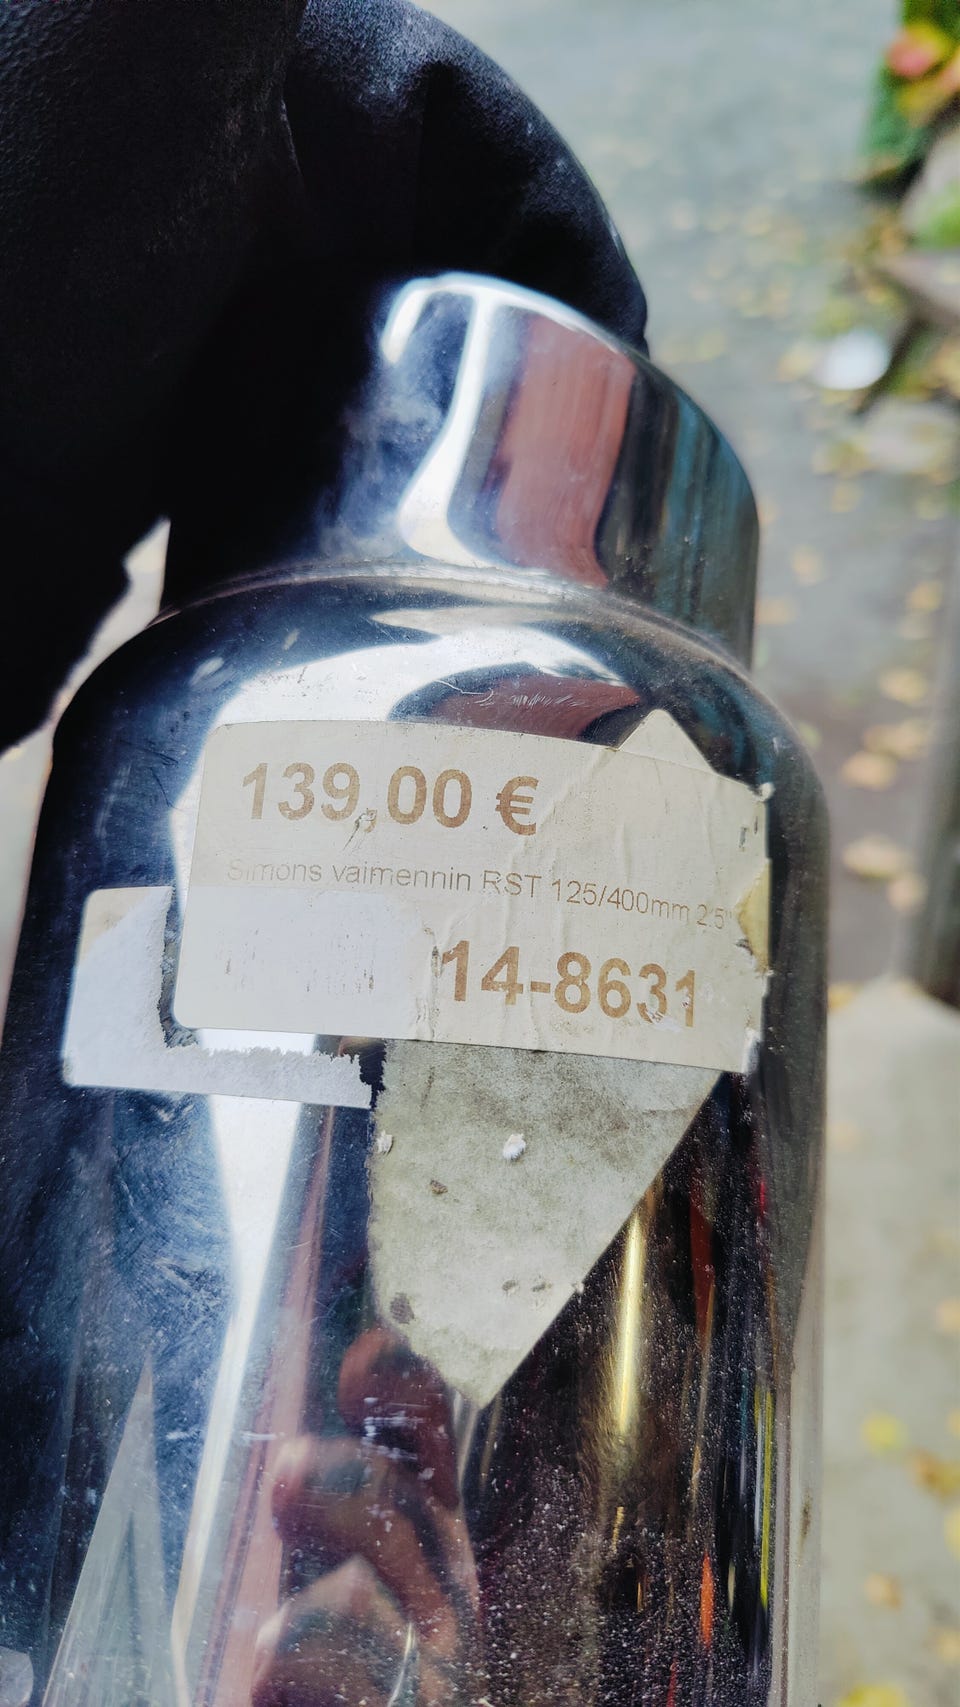 139,00 €
Simons vaimennin RST 125/400mm 2.5"
14-8631